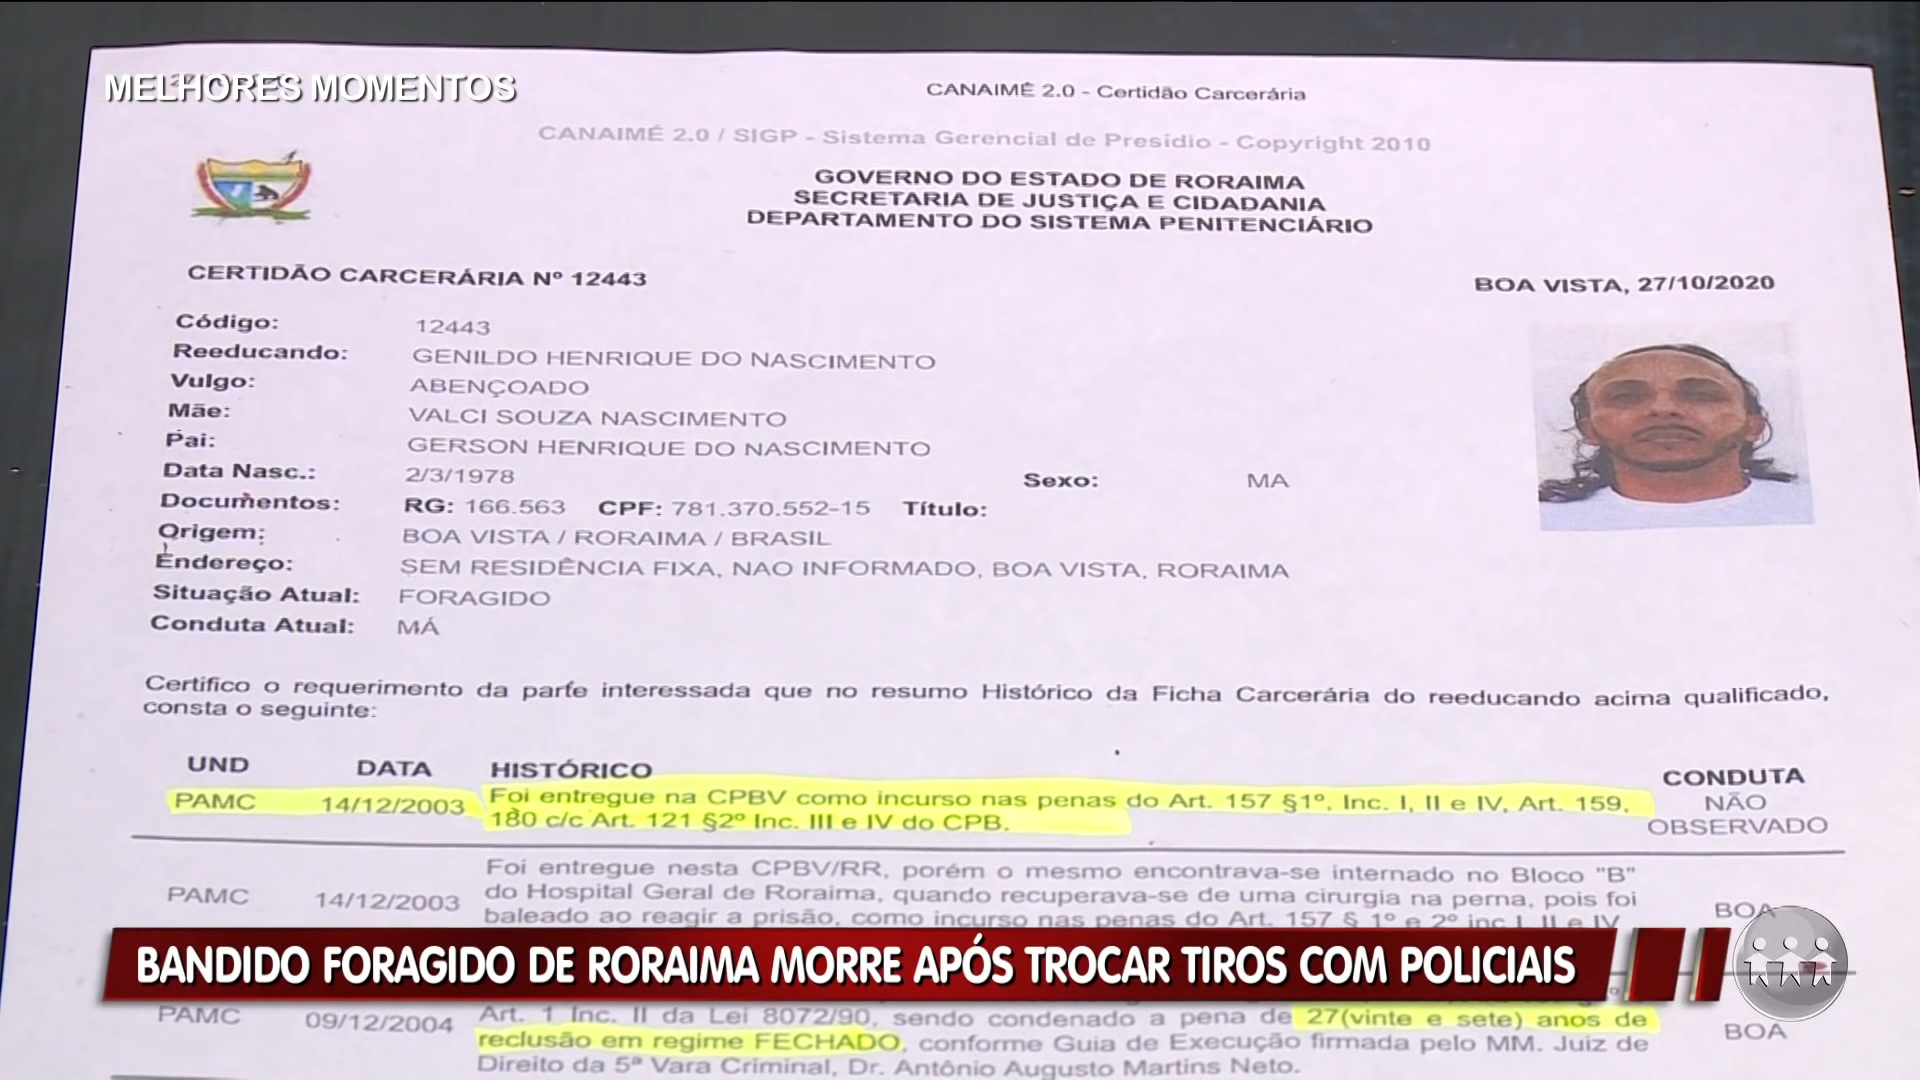 MELHORES MOMENTOS
CANAIMÉ 2.0 - Certidão Carcerária
CANAIMÉ 2.0 / SIGP - Sistema Gerencial de Presídio - Copyright 2010
GOVERNO DO ESTADO DE RORAIMA
SECRETARIA DE JUSTIÇA E CIDADANIA
DEPARTAMENTO DO SISTEMA PENITENCIÁRIO
CERTIDÃO CARCERÁRIA Nº 12443
BOA VISTA, 27/10/2020
Código: 12443
Reeducando: GENILDO HENRIQUE DO NASCIMENTO
Vulgo: ABENÇOADO
Mãe: VALCI SOUZA NASCIMENTO
Pai: GERSON HENRIQUE DO NASCIMENTO
Data Nasc.: 2/3/1978 Sexo: MA
Documentos: RG: 166.563 CPF: 781.370.552-15 Título:
Origem: BOA VISTA / RORAIMA / BRASIL
Endereço: SEM RESIDÊNCIA FIXA, NAO INFORMADO, BOA VISTA, RORAIMA
Situação Atual: FORAGIDO
Conduta Atual: MÁ
Certifico o requerimento da parte interessada que no resumo Histórico da Ficha Carcerária do reeducando acima qualificado,
consta o seguinte:
UND DATA HISTÓRICO CONDUTA
PAMC 14/12/2003 Foi entregue na CPBV como incurso nas penas do Art. 157 §1º, Inc. I, II e IV, Art. 159, NÃO
180 c/c Art. 121 §2º Inc. III e IV do CPB. OBSERVADO
Foi entregue nesta CPBV/RR, porém o mesmo encontrava-se internado no Bloco "B"
PAMC 14/12/2003 do Hospital Geral de Roraima, quando recuperava-se de uma cirurgia na perna, pois foi BOA
baleado ao reagir a prisão, como incurso nas penas do Art. 157 § 1º e 2º inc I, II e IV
BANDIDO FORAGIDO DE RORAIMA MORRE APÓS TROCAR TIROS COM POLICIAIS
PAMC 09/12/2004 Art. 1 Inc. II da Lei 8072/90, sendo condenado a pena de 27(vinte e sete) anos de BOA
reclusão em regime FECHADO, conforme Guia de Execução firmada pelo MM. Juiz de
Direito da 5ª Vara Criminal, Dr. Antônio Augusto Martins Neto.